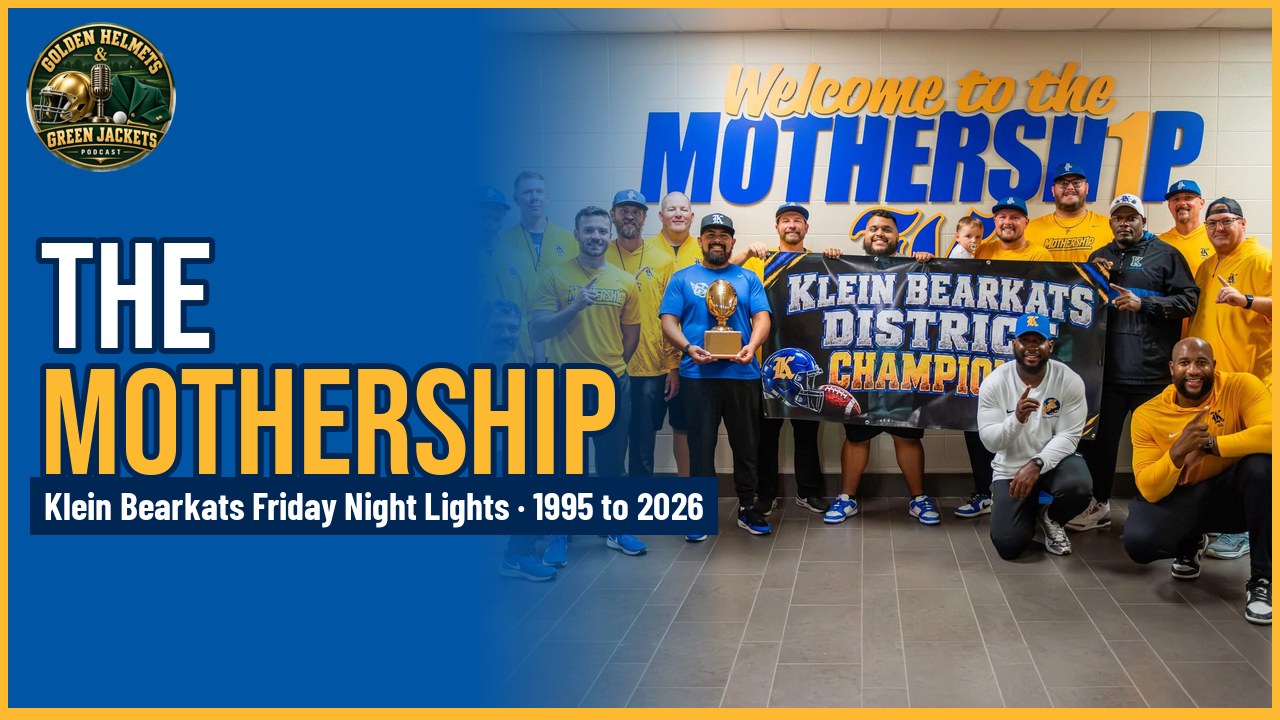 GOLDEN HELMETS
&
GREEN JACKETS
PODCAST
Welcome to the
MOTHERSH1P
THE
MOTHERSHIP
Klein Bearkats Friday Night Lights · 1995 to 2026
KLEIN BEARKATS
DISTRICT
K
K
MOTHERSHIP